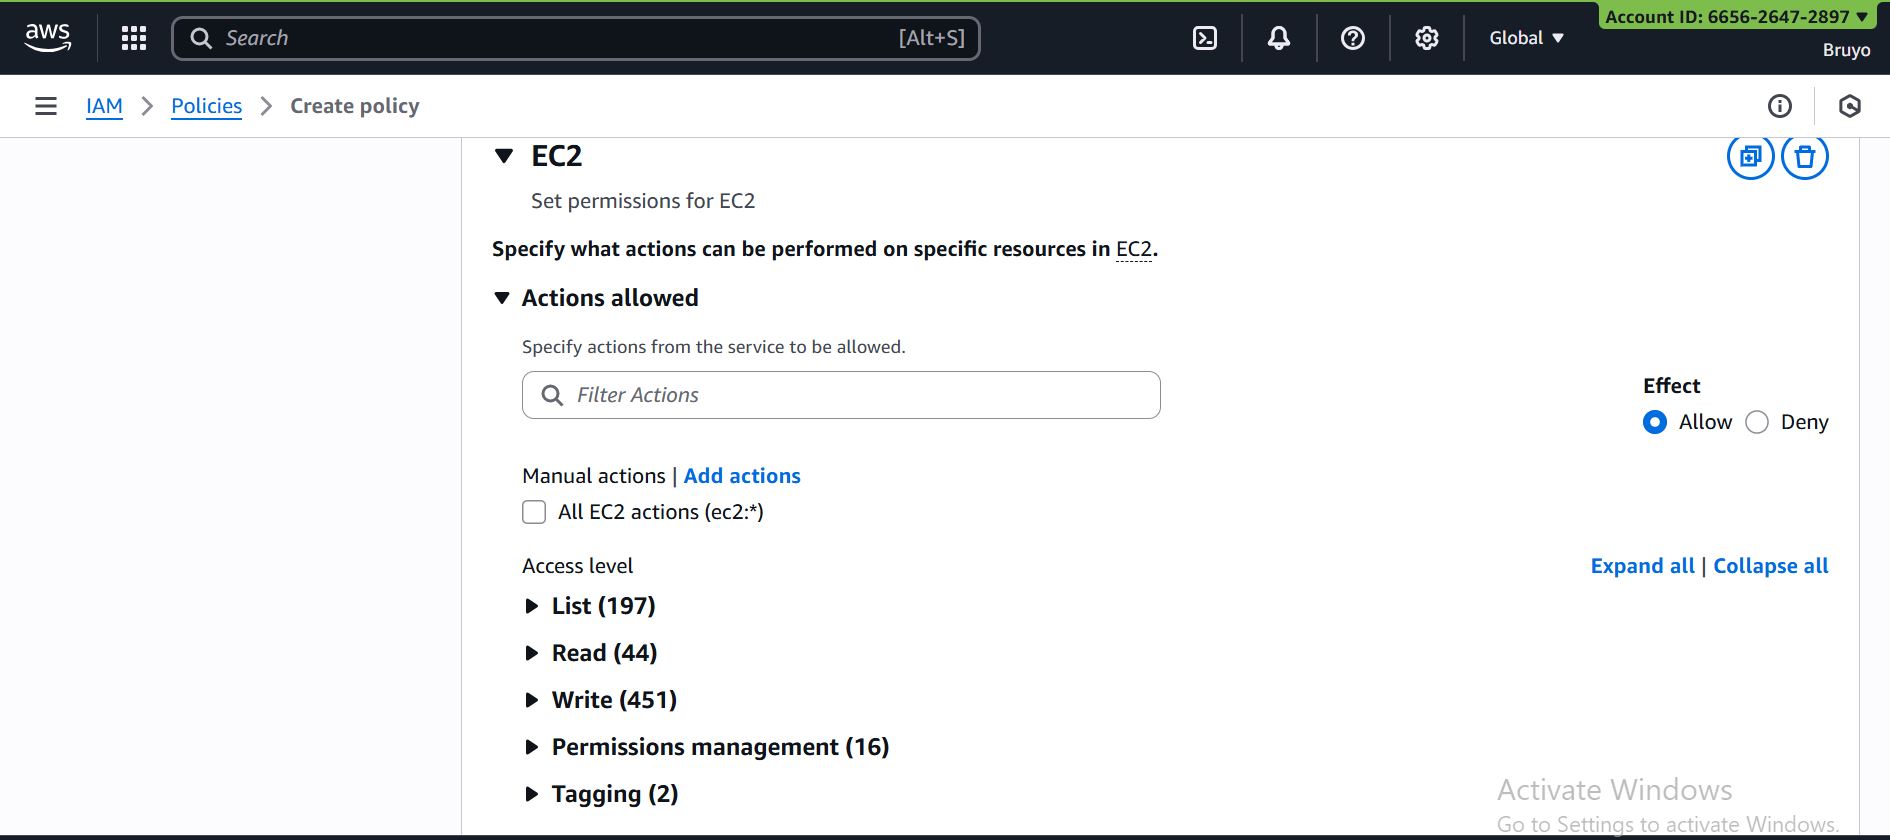 aws
Search
[Alt+S]
Global
Account ID: 6656-2647-2897
Bruyo
IAM
Policies
Create policy
EC2
Set permissions for EC2
Specify what actions can be performed on specific resources in EC2.
Actions allowed
Specify actions from the service to be allowed.
Filter Actions
Effect
Allow
Deny
Manual actions | Add actions
All EC2 actions (ec2:*)
Access level
Expand all | Collapse all
List (197)
Read (44)
Write (451)
Permissions management (16)
Tagging (2)
Activate Windows
Go to Settings to activate Windows.